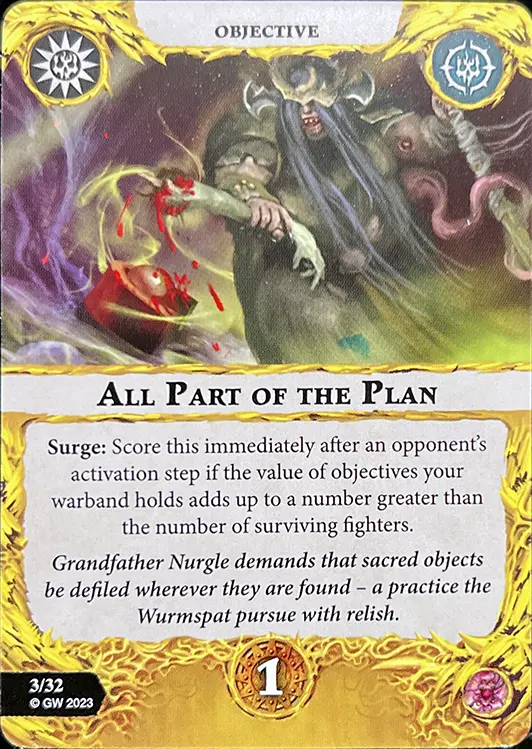 OBJECTIVE
ALL PART OF THE PLAN
Surge: Score this immediately after an opponent's
activation step if the value of objectives your
warband holds adds up to a number greater than
the number of surviving fighters.
Grandfather Nurgle demands that sacred objects
be defiled wherever they are found – a practice the
Wurmspat pursue with relish.
1
3/32
© GW 2023